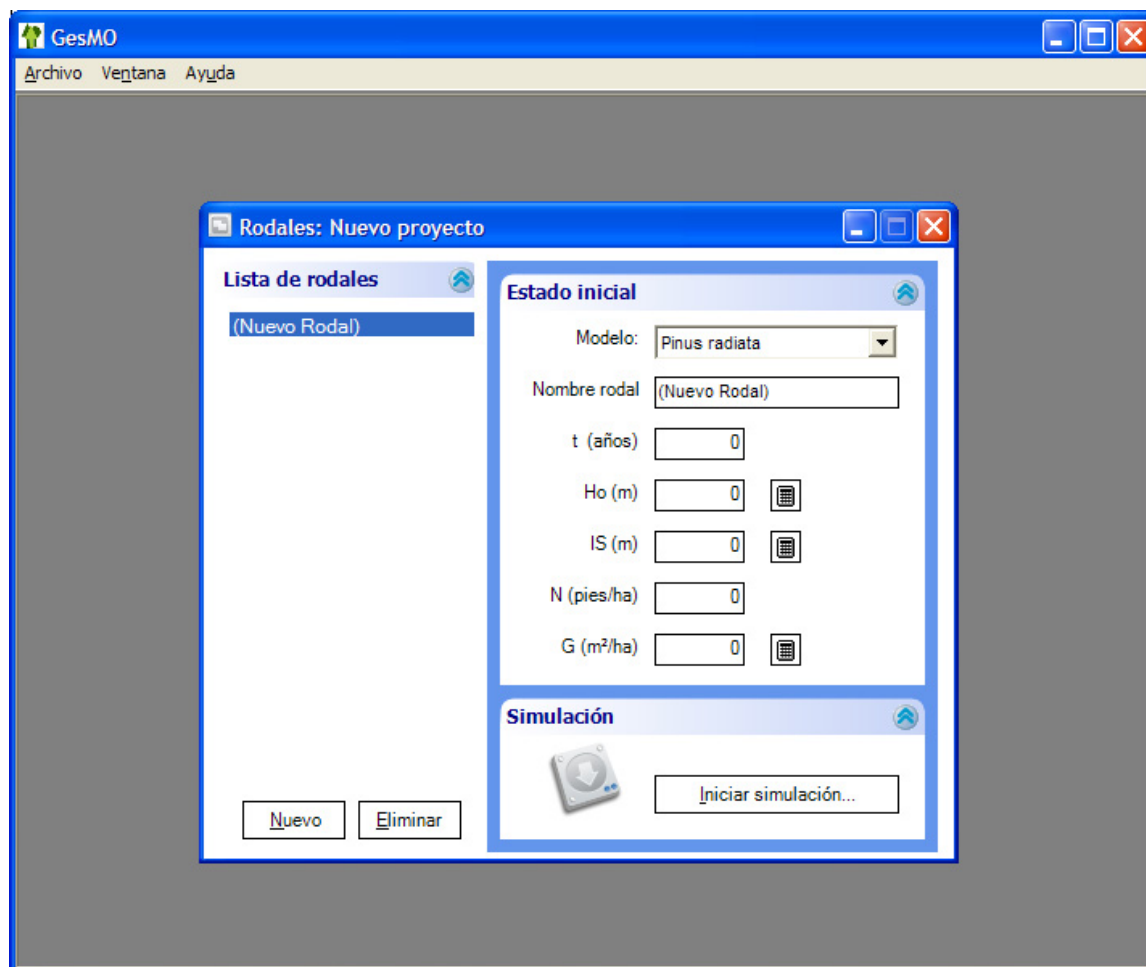 GesMO
Archivo Ventana Ayuda
Rodales: Nuevo proyecto
Lista de rodales
(Nuevo Rodal)
Nuevo Eliminar
Estado inicial
Modelo: Pinus radiata
Nombre rodal (Nuevo Rodal)
t (años) 0
Ho (m) 0
IS (m) 0
N (pies/ha) 0
G (m²/ha) 0
Simulación
Iniciar simulación...